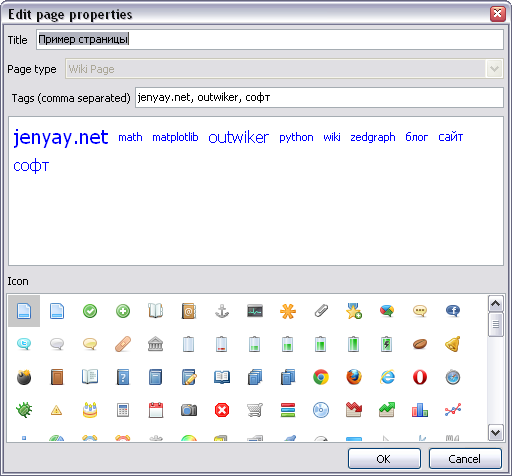 Edit page properties
Title Пример страницы
Page type Wiki Page
Tags (comma separated) jenyay.net, outwiker, софт
jenyay.net math matplotlib outwiker python wiki zedgraph блог сайт
софт
Icon
OK Cancel